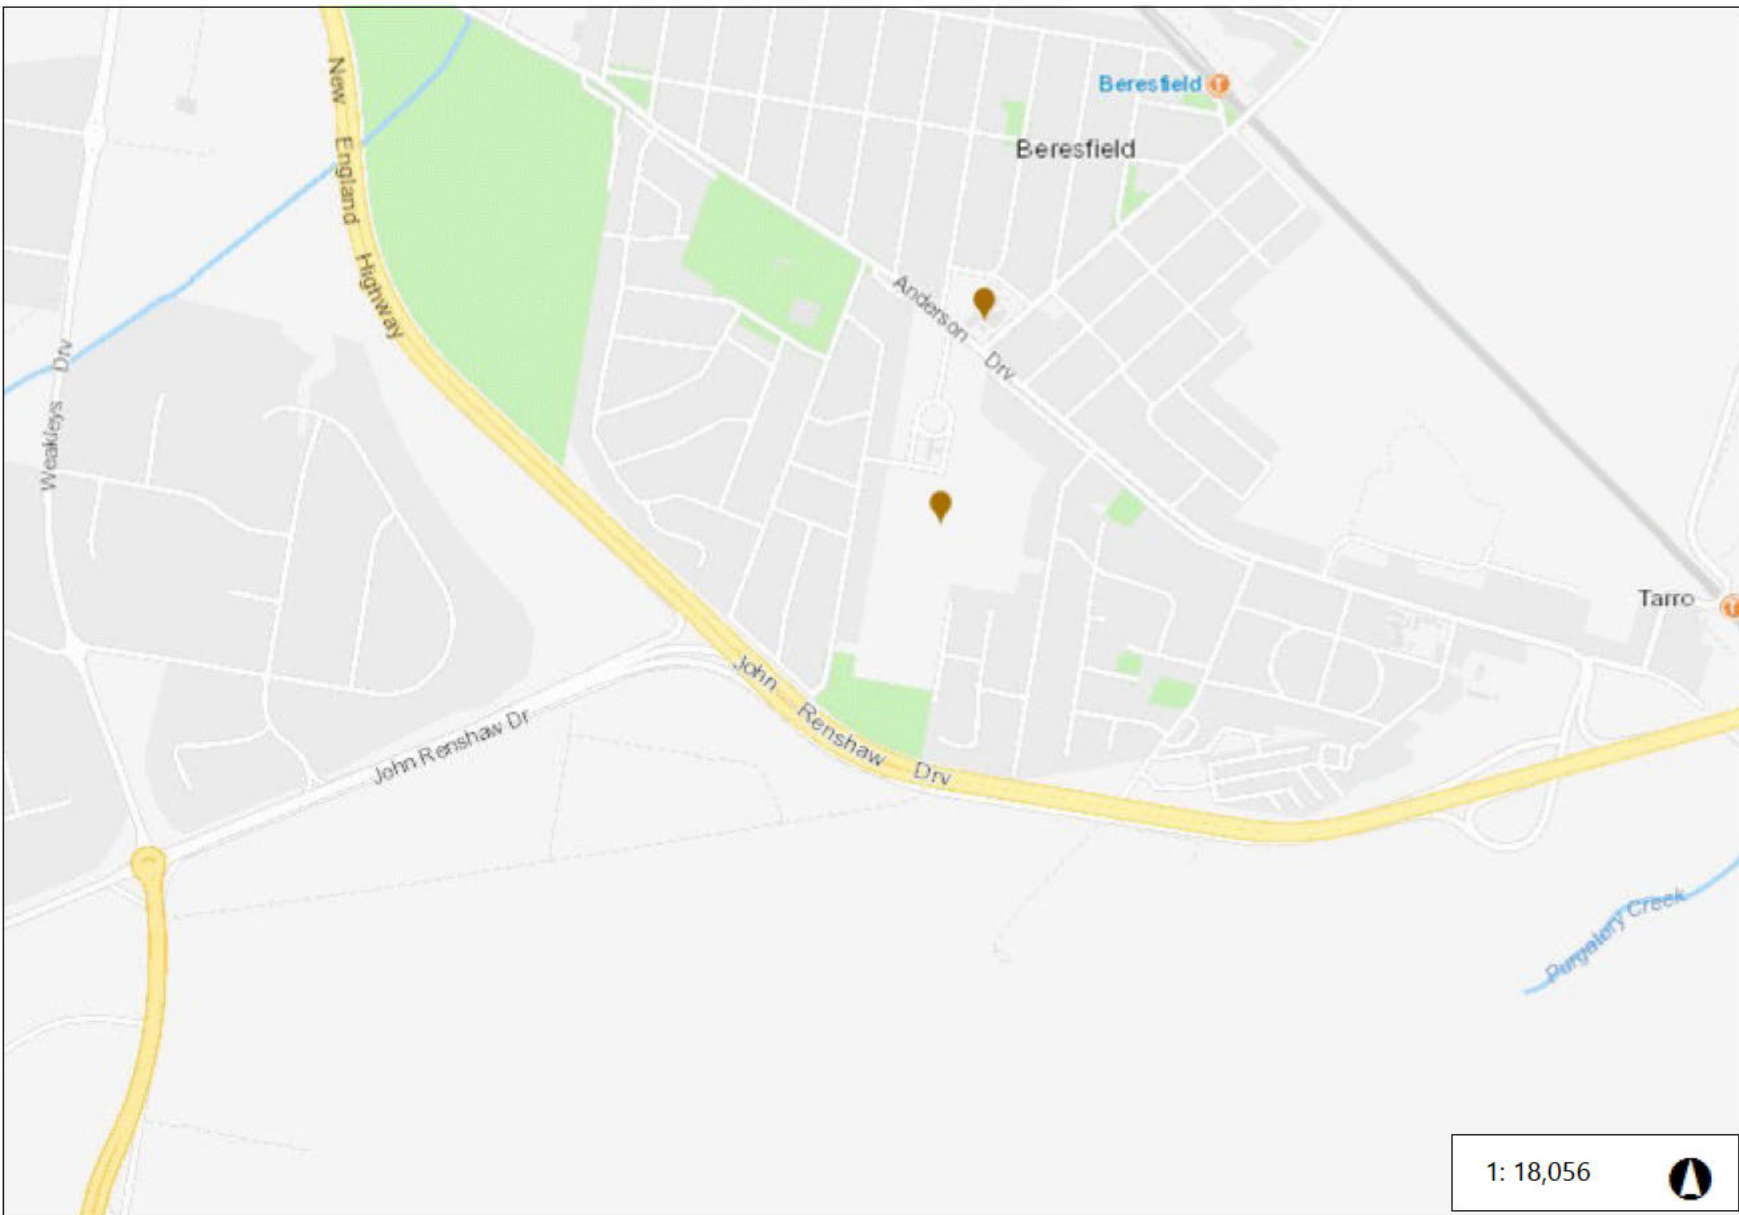 New England Highway
Beresfield
Beresfield
Anderson Drv
Weakleys Drv
Tarro
John Renshaw Drv
John Renshaw Dr
Purgatory Creek
1: 18,056